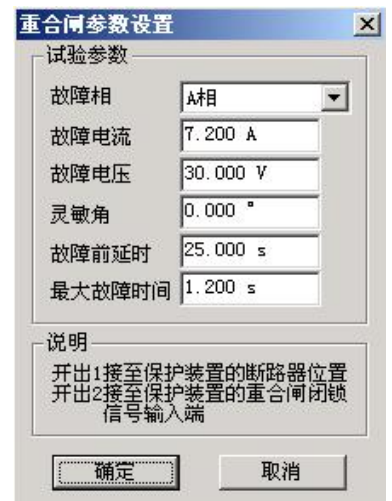 重合闸参数设置
试验参数
故障相 A相
故障电流 7.200 A
故障电压 30.000 V
灵敏角 0.000 °
故障前延时 25.000 s
最大故障时间 1.200 s
说明
开出1接至保护装置的断路器位置
开出2接至保护装置的重合闸闭锁
信号输入端
确定 取消